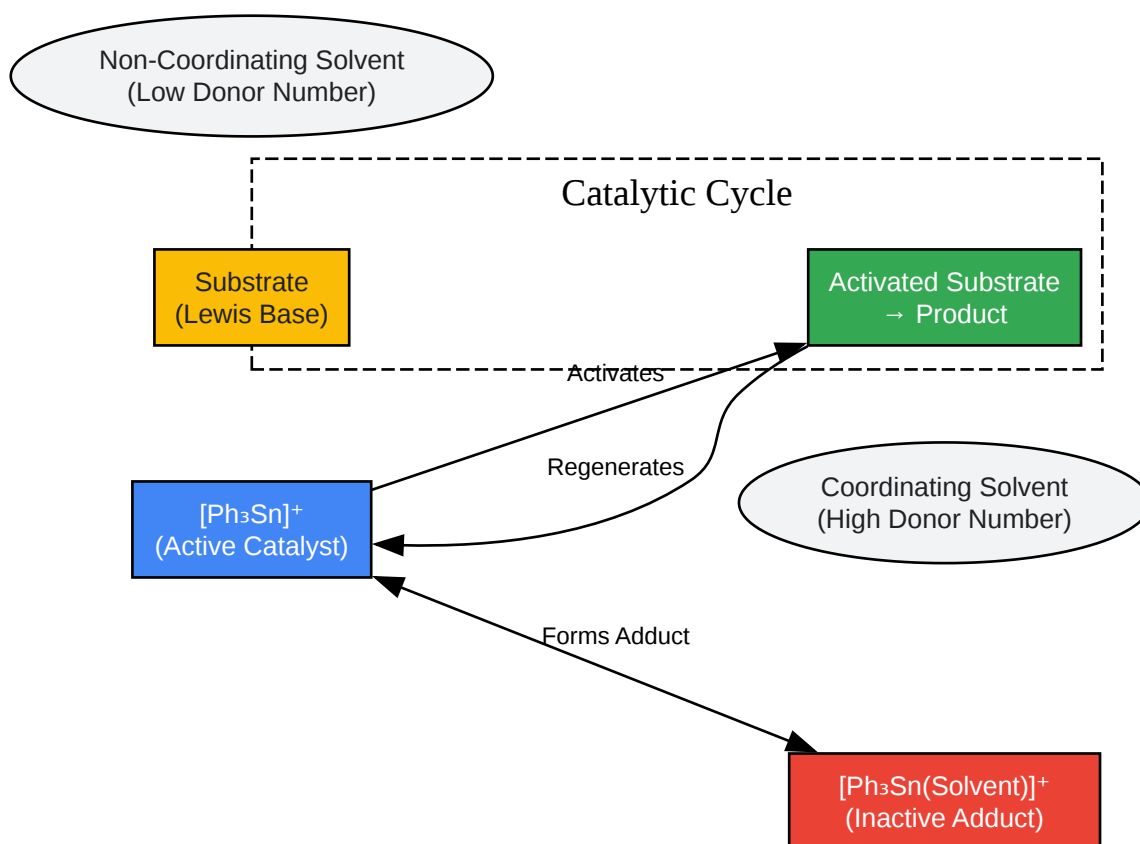 Non-Coordinating Solvent
(Low Donor Number)
Catalytic Cycle
Substrate
(Lewis Base)
Activated Substrate
→ Product
Activates
Regenerates
Coordinating Solvent
(High Donor Number)
[Ph₃Sn]⁺
(Active Catalyst)
Forms Adduct
[Ph₃Sn(Solvent)]⁺
(Inactive Adduct)